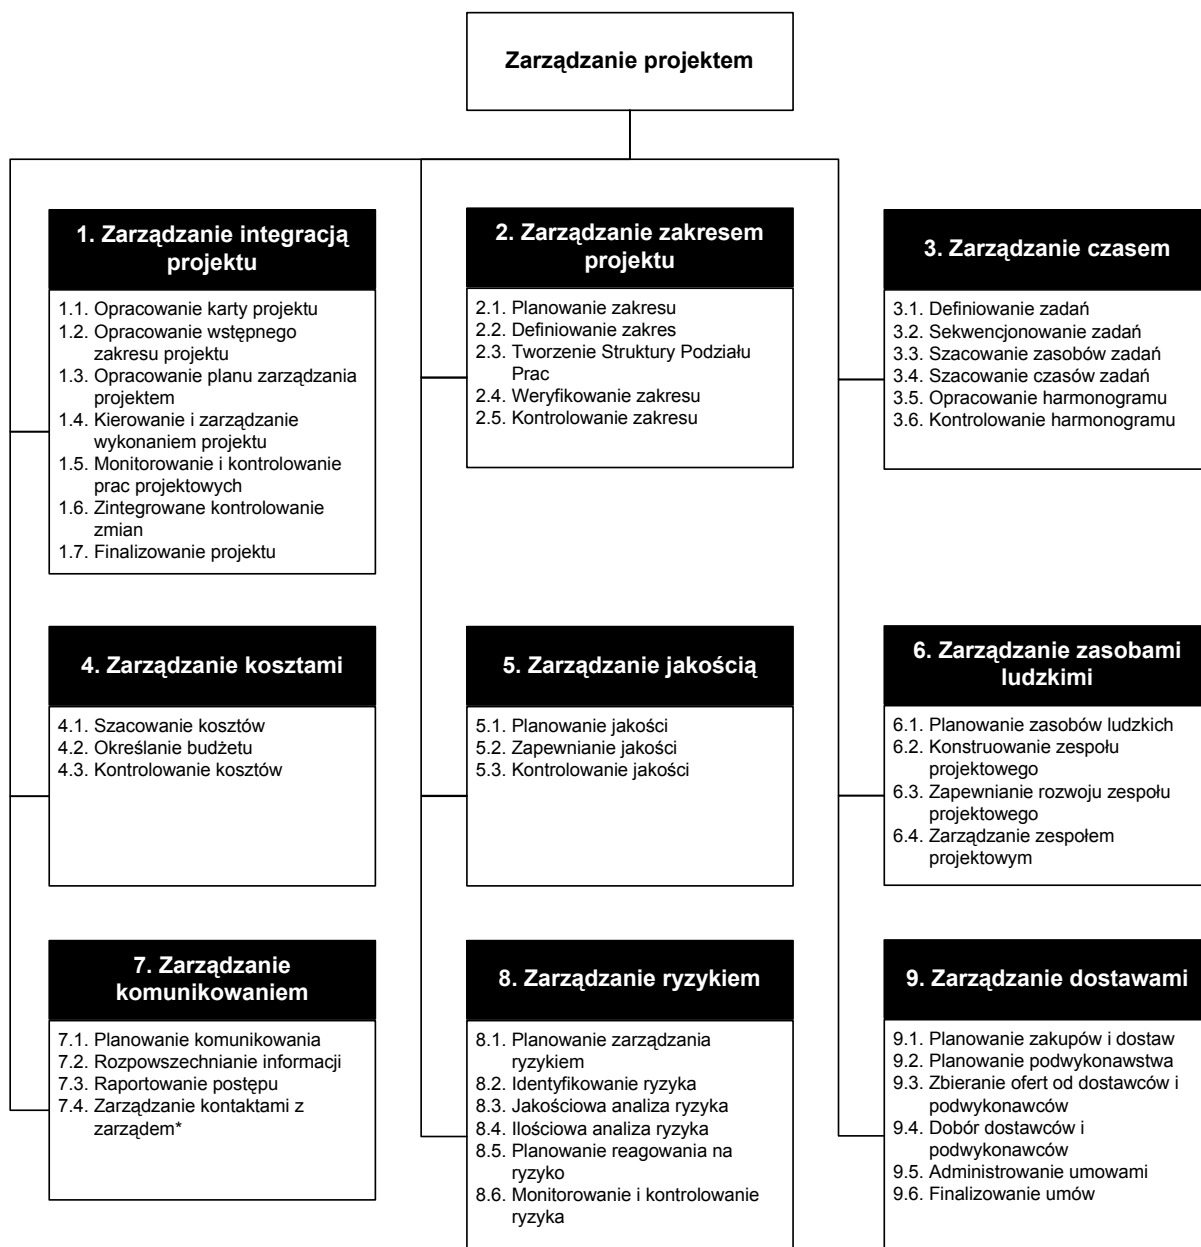 Zarządzanie projektem
1. Zarządzanie integracją
projektu
1.1. Opracowanie karty projektu
1.2. Opracowanie wstępnego
zakresu projektu
1.3. Opracowanie planu zarządzania
projektem
1.4. Kierowanie i zarządzanie
wykonaniem projektu
1.5. Monitorowanie i kontrolowanie
prac projektowych
1.6. Zintegrowane kontrolowanie
zmian
1.7. Finalizowanie projektu
2. Zarządzanie zakresem
projektu
2.1. Planowanie zakresu
2.2. Definiowanie zakres
2.3. Tworzenie Struktury Podziału
Prac
2.4. Weryfikowanie zakresu
2.5. Kontrolowanie zakresu
3. Zarządzanie czasem
3.1. Definiowanie zadań
3.2. Sekwencjonowanie zadań
3.3. Szacowanie zasobów zadań
3.4. Szacowanie czasów zadań
3.5. Opracowanie harmonogramu
3.6. Kontrolowanie harmonogramu
4. Zarządzanie kosztami
4.1. Szacowanie kosztów
4.2. Określanie budżetu
4.3. Kontrolowanie kosztów
5. Zarządzanie jakością
5.1. Planowanie jakości
5.2. Zapewnianie jakości
5.3. Kontrolowanie jakości
6. Zarządzanie zasobami
ludzkimi
6.1. Planowanie zasobów ludzkich
6.2. Konstruowanie zespołu
projektowego
6.3. Zapewnianie rozwoju zespołu
projektowego
6.4. Zarządzanie zespołem
projektowym
7. Zarządzanie
komunikowaniem
7.1. Planowanie komunikowania
7.2. Rozpowszechnianie informacji
7.3. Raportowanie postępu
7.4. Zarządzanie kontaktami z
zarządem*
8. Zarządzanie ryzykiem
8.1. Planowanie zarządzania
ryzykiem
8.2. Identyfikowanie ryzyka
8.3. Jakościowa analiza ryzyka
8.4. Ilościowa analiza ryzyka
8.5. Planowanie reagowania na
ryzyko
8.6. Monitorowanie i kontrolowanie
ryzyka
9. Zarządzanie dostawami
9.1. Planowanie zakupów i dostaw
9.2. Planowanie podwykonawstwa
9.3. Zbieranie ofert od dostawców i
podwykonawców
9.4. Dobór dostawców i
podwykonawców
9.5. Administrowanie umowami
9.6. Finalizowanie umów